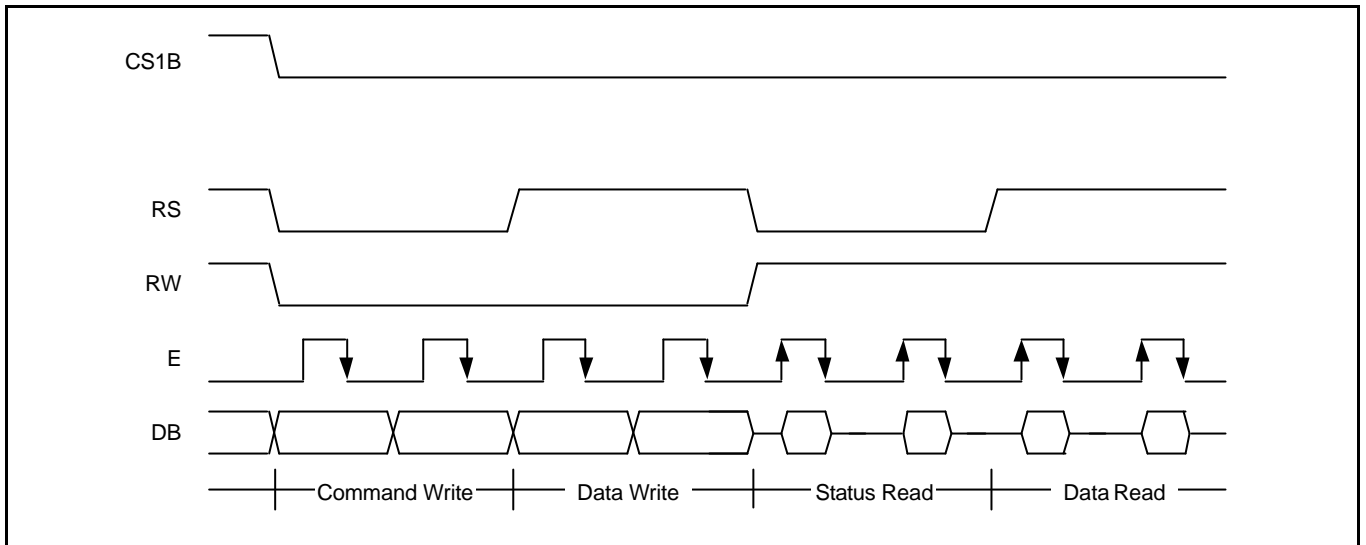 CS1B
RS
RW
E
DB
Command Write
Data Write
Status Read
Data Read